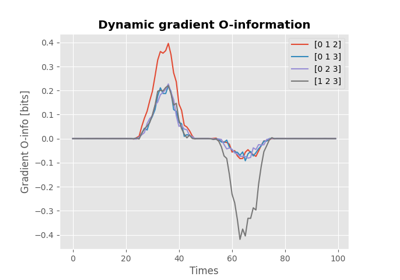 Dynamic gradient O-information
0.4
0.3
0.2
0.1
0.0
−0.1
−0.2
−0.3
−0.4
Gradient O-info [bits]
[0 1 2]
[0 1 3]
[0 2 3]
[1 2 3]
0 20 40 60 80 100
Times